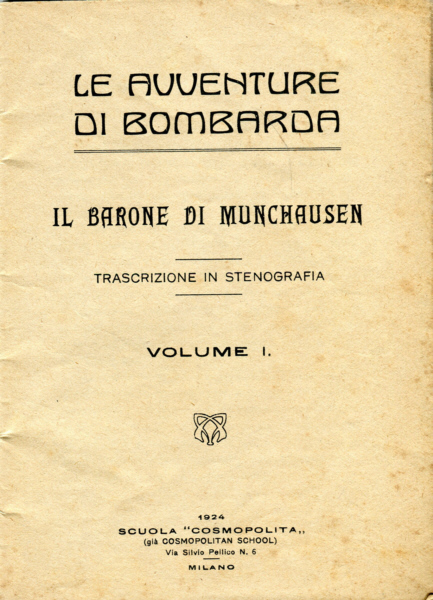 LE AVVENTURE
DI BOMBARDA
IL BARONE DI MUNCHAUSEN
TRASCRIZIONE IN STENOGRAFIA
VOLUME I.
1924
SCUOLA "COSMOPOLITA„
(già COSMOPOLITAN SCHOOL)
Via Silvio Pellico N. 6
MILANO